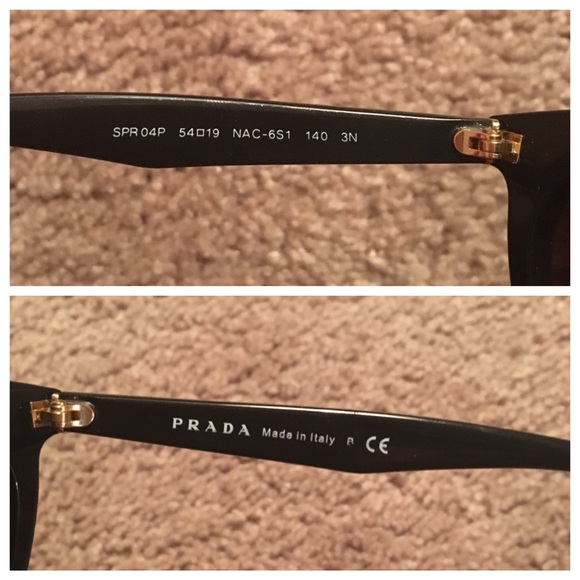 SPR 04P 54□19 NAC-6S1 140 3N
PRADA Made in Italy R CE